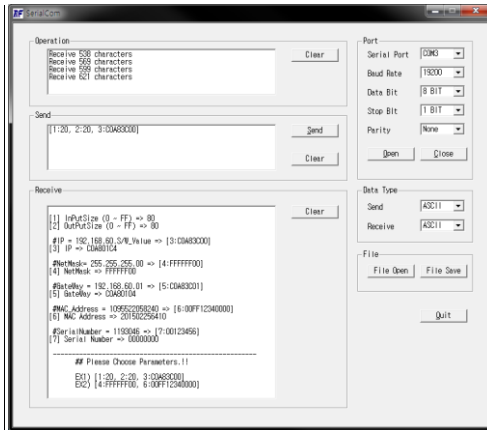 SerialCom
Operation
Receive 538 characters
Receive 569 characters
Receive 599 characters
Receive 621 characters
Clear
Send
[1:20, 2:20, 3:C0A83C00]
Send
Clear
Receive
[1] InPutSize (0 ~ FF) => 80
[2] OutPutSize (0 ~ FF) => 80
#IP = 192.168.60.S/W_Value => [3:C0A83C00]
[3] IP => C0A801C4
#NetMask= 255.255.255.00 => [4:FFFFFF00]
[4] NetMask => FFFFFF00
#GateWay = 192.168.60.01 => [5:C0A83C01]
[5] GateWay => C0A80104
#MAC_Address = 1095522058240 => [6:00FF12340000]
[6] MAC Address => 201502256410
#SerialNumber = 1193046 => [7:00123456]
[7] Serial Number => 00000000
------------------------------------------------
## Please Choose Parameters.!!
EX1) [1:20, 2:20, 3:C0A83C00]
EX2) [4:FFFFFF00, 6:00FF12340000]
Clear
Port
Serial Port COM3
Baud Rate 19200
Data Bit 8 BIT
Stop Bit 1 BIT
Parity None
Open Close
Data Type
Send ASCII
Receive ASCII
File
File Open File Save
Quit